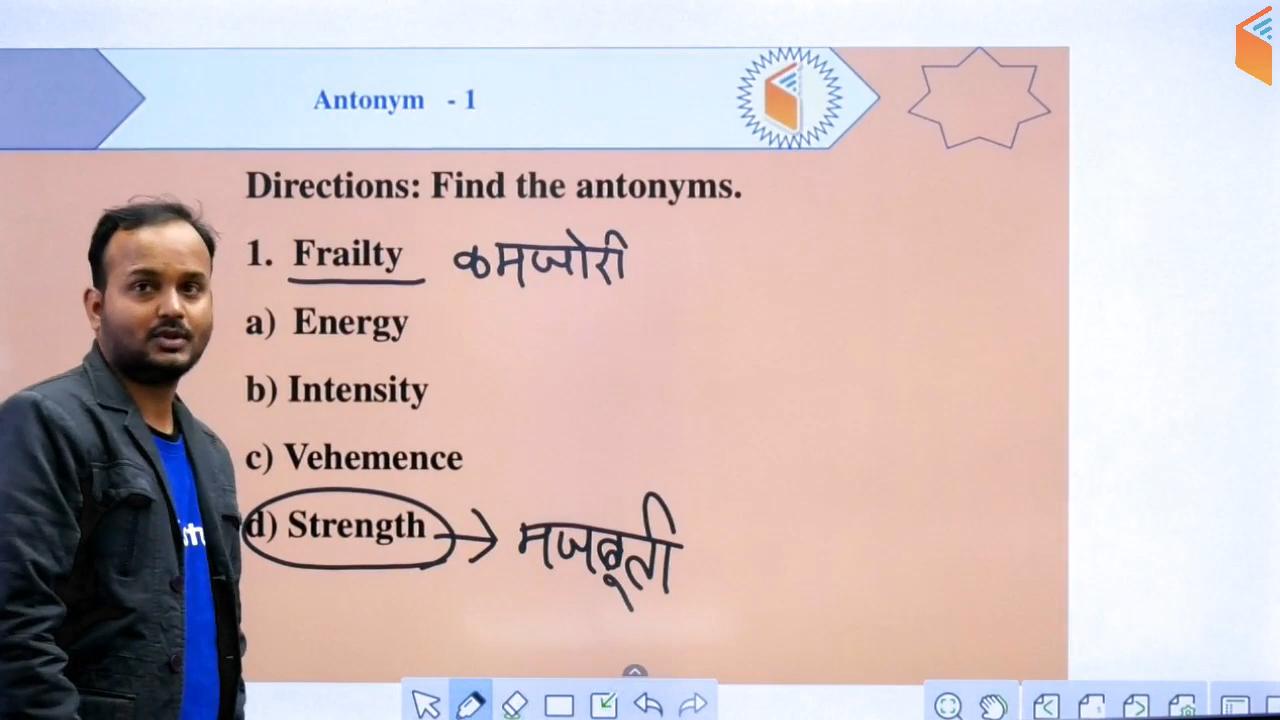 Antonym - 1
Directions: Find the antonyms.
1. Frailty कमजोरी
a) Energy
b) Intensity
c) Vehemence
d) Strength → मजबूती